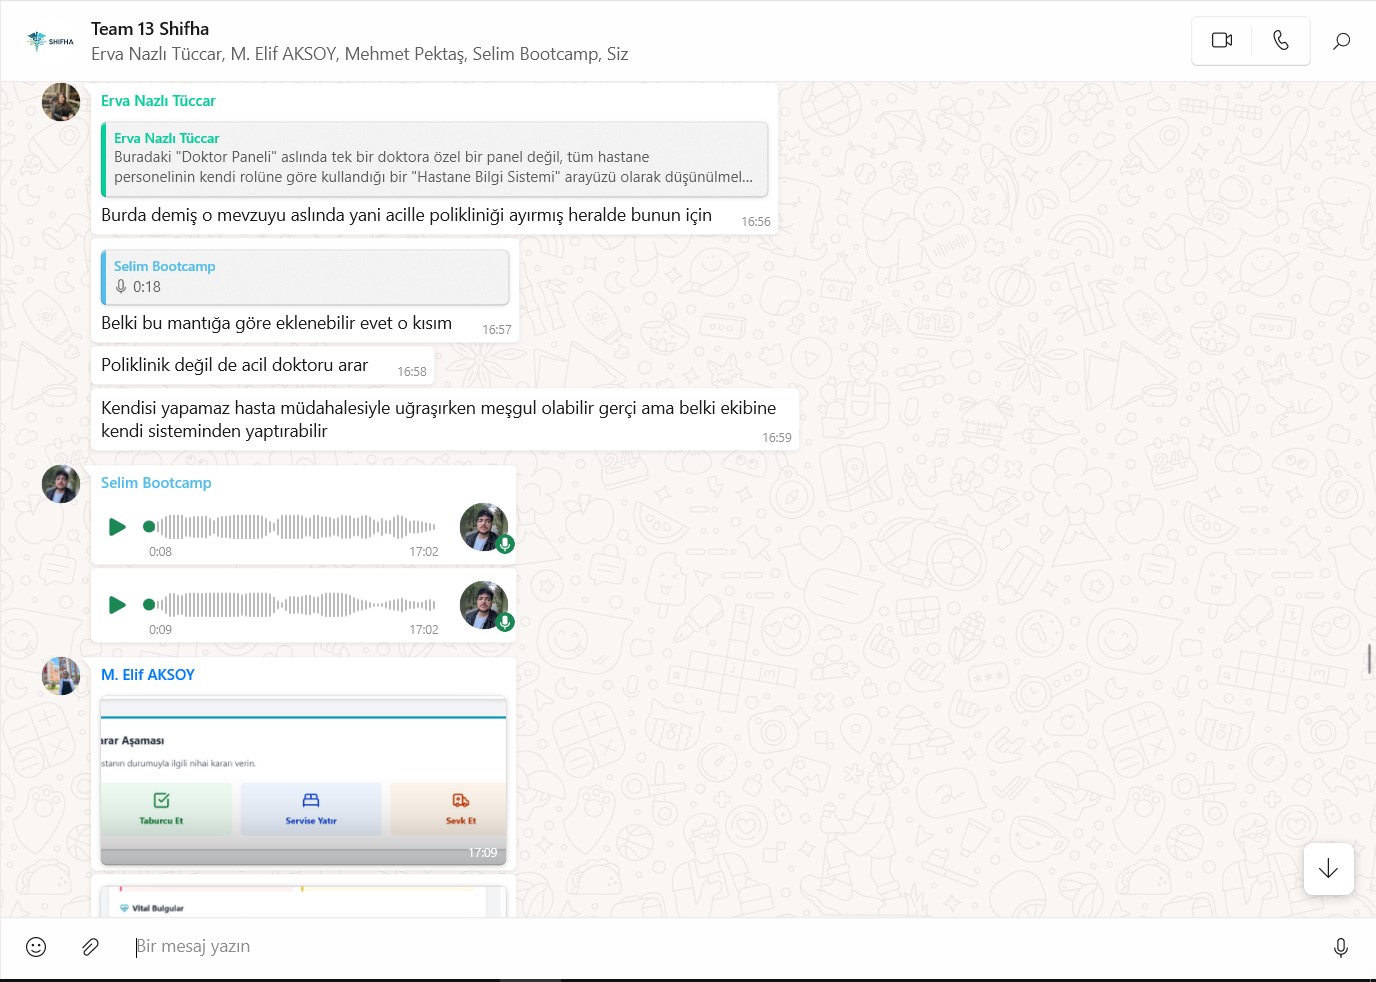 SHIFHA
Team 13 Shifha
Erva Nazlı Tüccar, M. Elif AKSOY, Mehmet Pektaş, Selim Bootcamp, Siz
Erva Nazlı Tüccar
Erva Nazlı Tüccar
Buradaki "Doktor Paneli" aslında tek bir doktora özel bir panel değil, tüm hastane
personelinin kendi rolüne göre kullandığı bir "Hastane Bilgi Sistemi" arayüzü olarak düşünülmel...
Burda demiş o mevzuyu aslında yani acille polikliniği ayırmış heralde bunun için
16:56
Selim Bootcamp
0:18
Belki bu mantığa göre eklenebilir evet o kısım
16:57
Poliklinik değil de acil doktoru arar
16:58
Kendisi yapamaz hasta müdahalesiyle uğraşırken meşgul olabilir gerçi ama belki ekibine
kendi sisteminden yaptırabilir
16:59
Selim Bootcamp
0:08
17:02
0:09
17:02
M. Elif AKSOY
arar Aşaması
stanın durumuyla ilgili nihai kararı verin.
Taburcu Et
Servise Yatır
Sevk Et
17:09
Vital Bulgular
Bir mesaj yazın